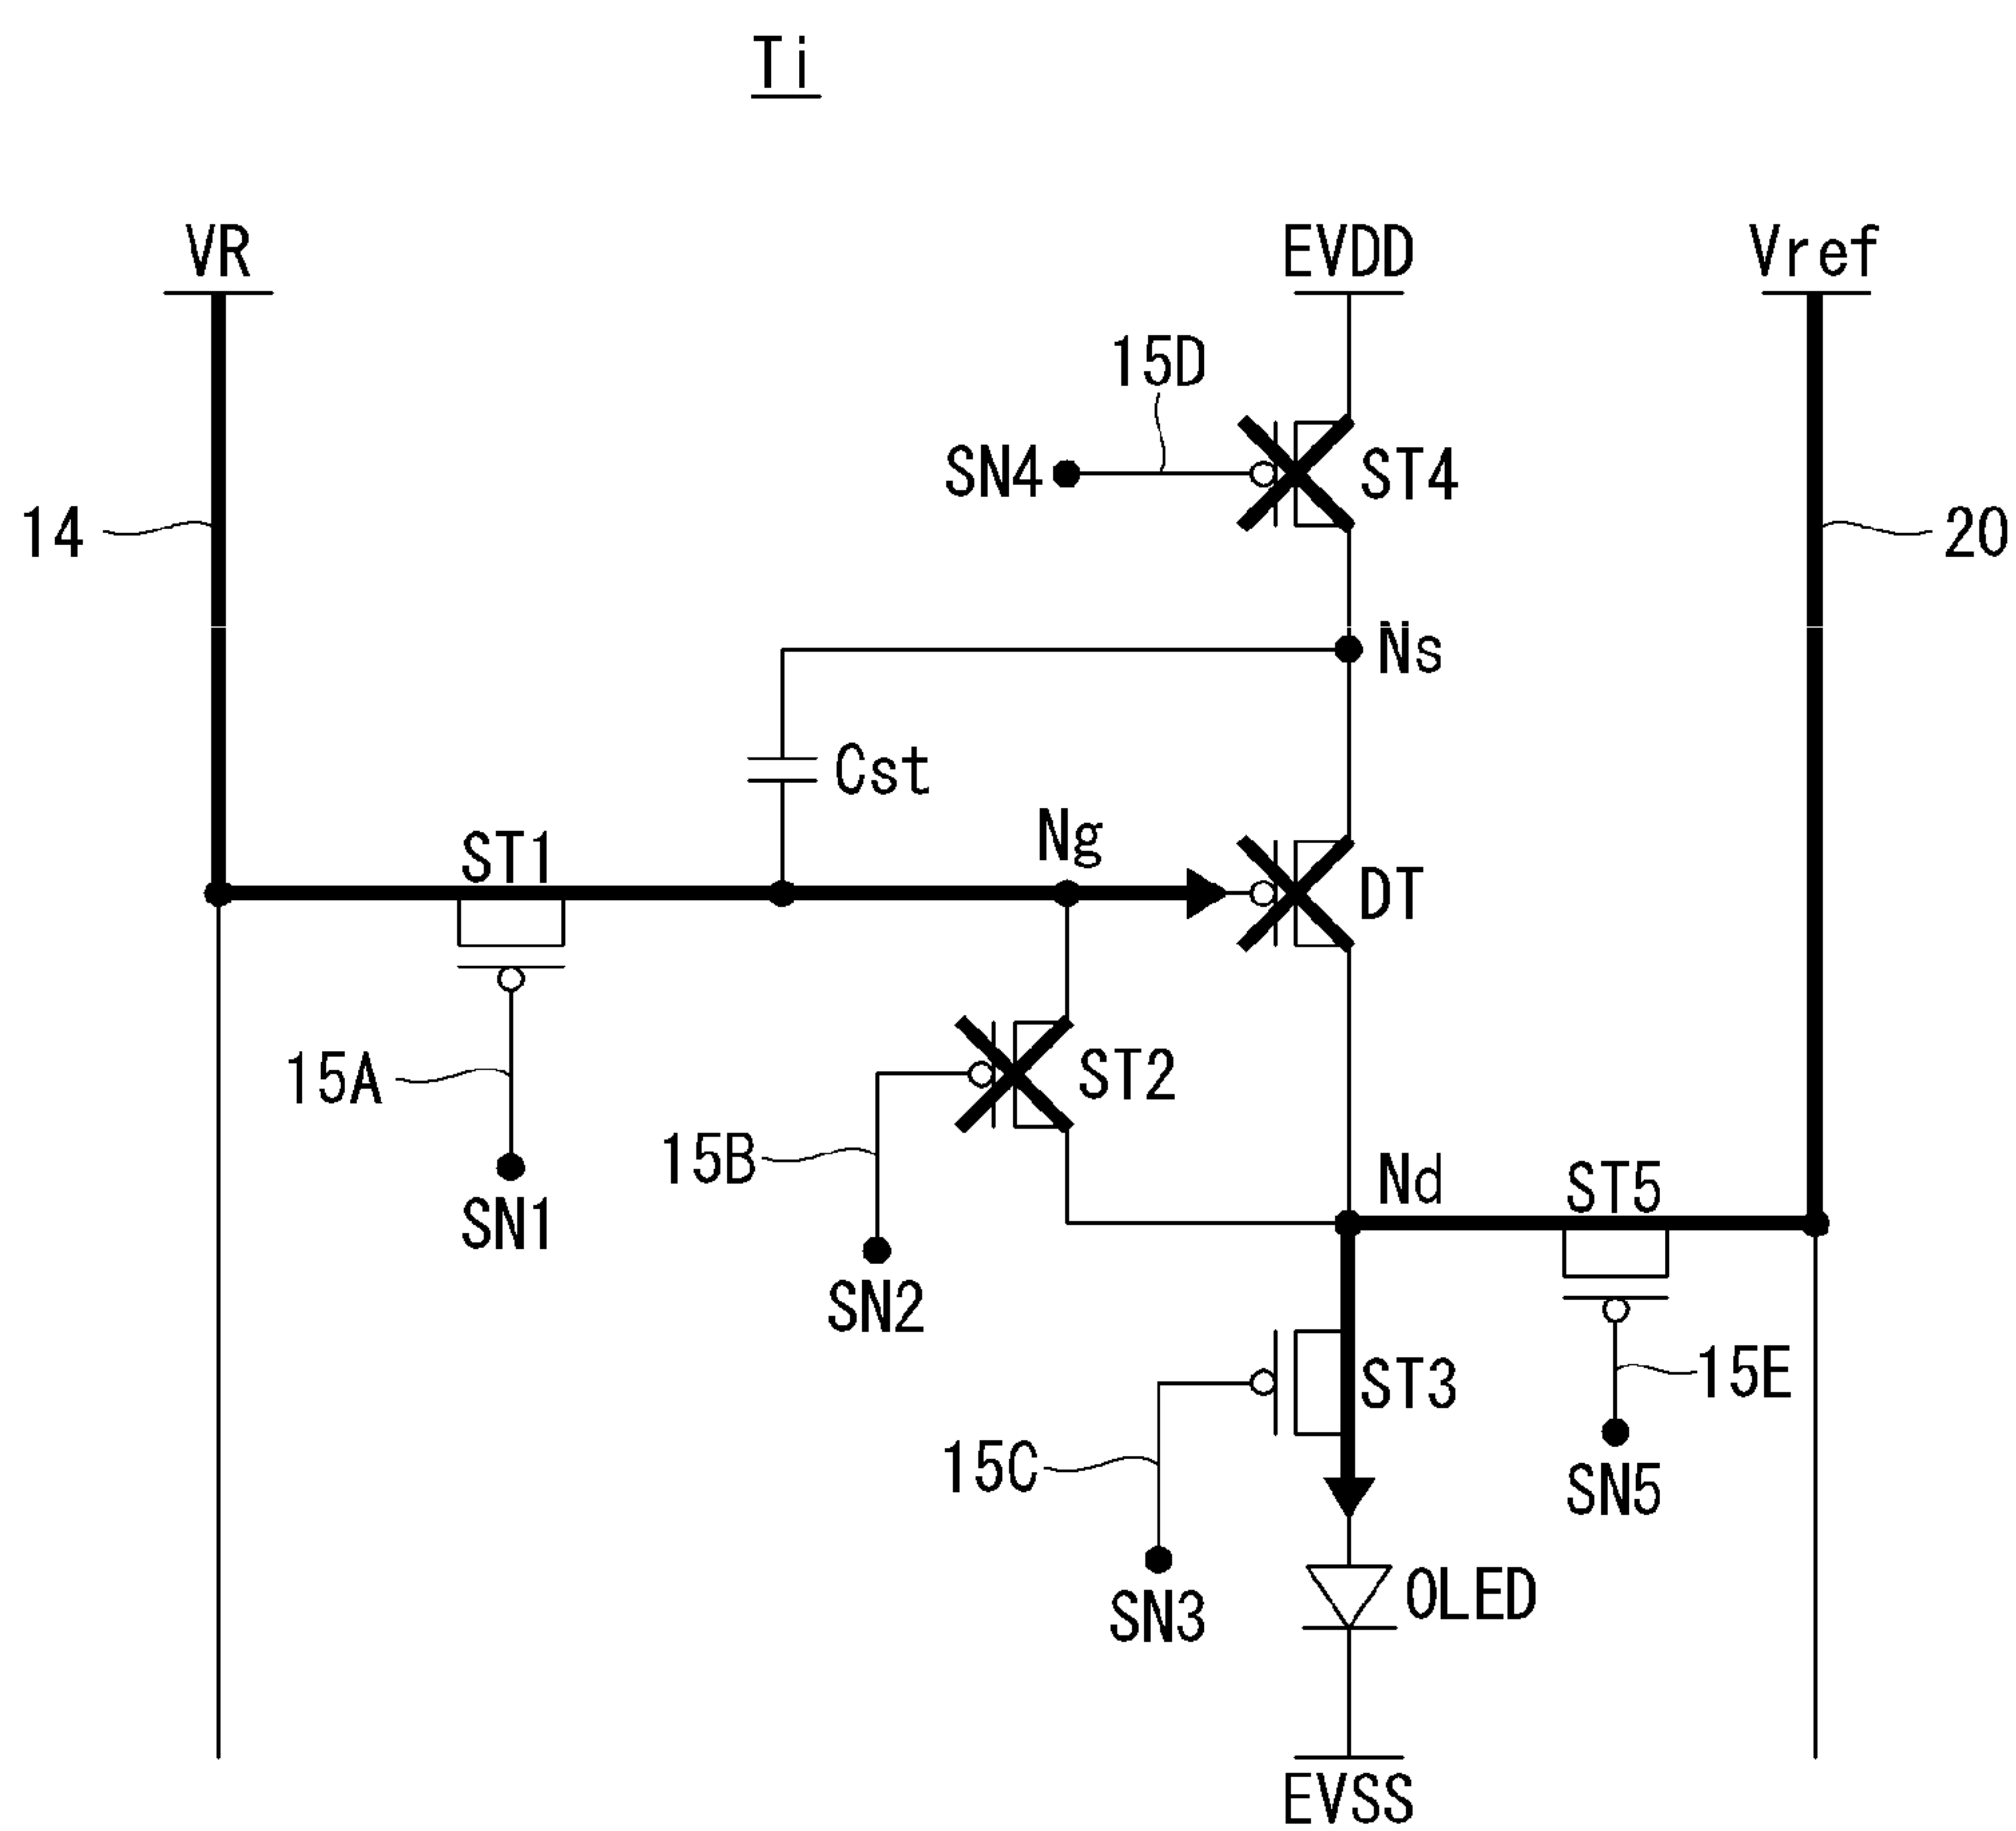 Ti
VR
EVDD
Vref
15D
SN4
ST4
14
20
Ns
Cst
Ng
ST1
DT
15A
ST2
15B
Nd
ST5
SN1
SN2
ST3
15E
15C
SN5
SN3
OLED
EVSS